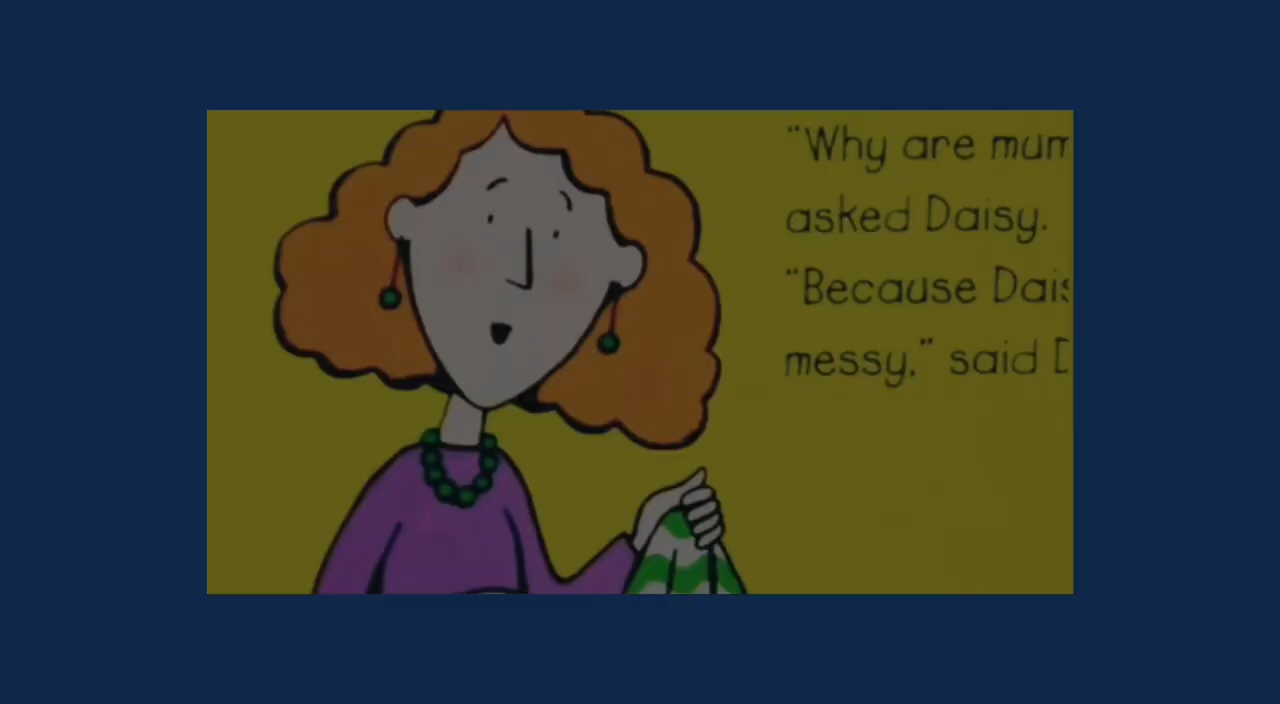 "Why are mum
asked Daisy.
"Because Dais
messy," said D